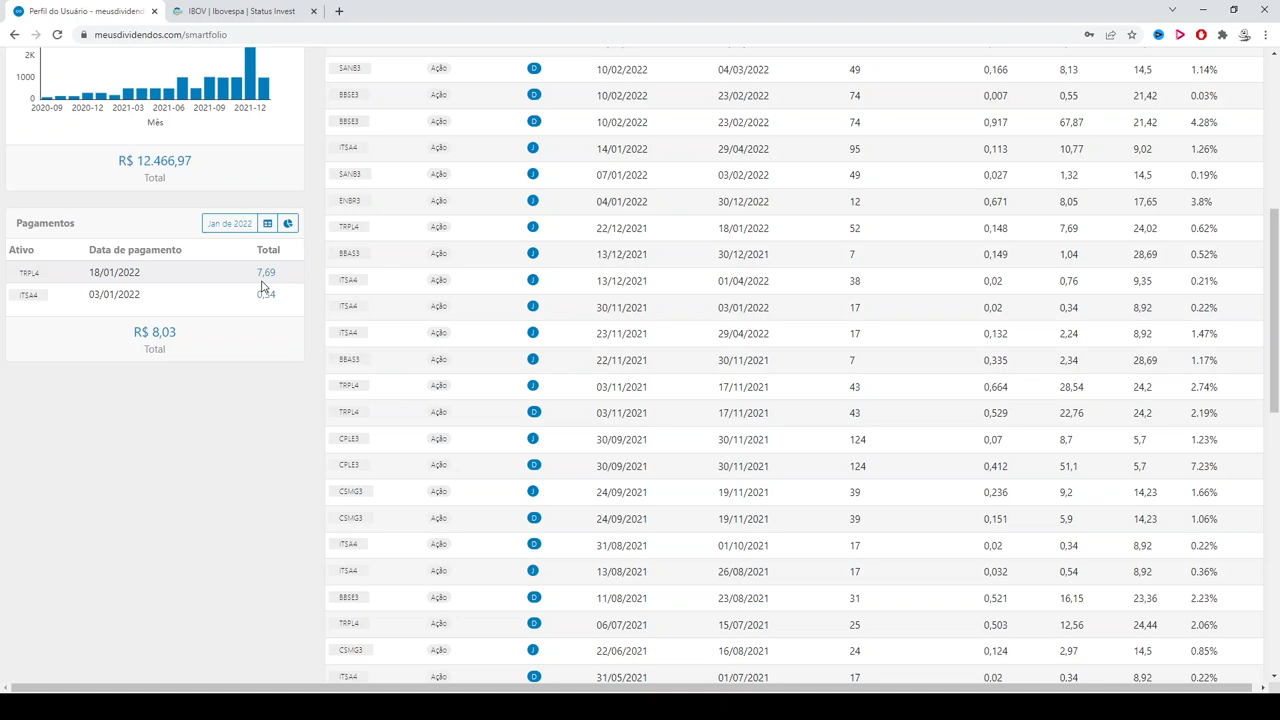 Perfil do Usuário - meusdividendos
IBOV | Ibovespa | Status Invest
meusdividendos.com/smartfolio
2K
1000
0
2020-09 2020-12 2021-03 2021-06 2021-09 2021-12
Mês
R$ 12.466,97
Total
Pagamentos Jan de 2022
Ativo Data de pagamento Total
TRPL4 18/01/2022 7,69
ITSA4 03/01/2022 0,34
R$ 8,03
Total
SANB3 Ação D 10/02/2022 04/03/2022 49 0,166 8,13 14,5 1.14%
BBSE3 Ação D 10/02/2022 23/02/2022 74 0,007 0,55 21,42 0.03%
BBSE3 Ação D 10/02/2022 23/02/2022 74 0,917 67,87 21,42 4.28%
ITSA4 Ação J 14/01/2022 29/04/2022 95 0,113 10,77 9,02 1.26%
SANB3 Ação J 07/01/2022 03/02/2022 49 0,027 1,32 14,5 0.19%
ENBR3 Ação J 04/01/2022 30/12/2022 12 0,671 8,05 17,65 3.8%
TRPL4 Ação J 22/12/2021 18/01/2022 52 0,148 7,69 24,02 0.62%
BBAS3 Ação J 13/12/2021 30/12/2021 7 0,149 1,04 28,69 0.52%
ITSA4 Ação J 13/12/2021 01/04/2022 38 0,02 0,76 9,35 0.21%
ITSA4 Ação J 30/11/2021 03/01/2022 17 0,02 0,34 8,92 0.22%
ITSA4 Ação J 23/11/2021 29/04/2022 17 0,132 2,24 8,92 1.47%
BBAS3 Ação J 22/11/2021 30/11/2021 7 0,335 2,34 28,69 1.17%
TRPL4 Ação J 03/11/2021 17/11/2021 43 0,664 28,54 24,2 2.74%
TRPL4 Ação D 03/11/2021 17/11/2021 43 0,529 22,76 24,2 2.19%
CPLE3 Ação J 30/09/2021 30/11/2021 124 0,07 8,7 5,7 1.23%
CPLE3 Ação D 30/09/2021 30/11/2021 124 0,412 51,1 5,7 7.23%
CSMG3 Ação J 24/09/2021 19/11/2021 39 0,236 9,2 14,23 1.66%
CSMG3 Ação D 24/09/2021 19/11/2021 39 0,151 5,9 14,23 1.06%
ITSA4 Ação D 31/08/2021 01/10/2021 17 0,02 0,34 8,92 0.22%
ITSA4 Ação J 13/08/2021 26/08/2021 17 0,032 0,54 8,92 0.36%
BBSE3 Ação D 11/08/2021 23/08/2021 31 0,521 16,15 23,36 2.23%
TRPL4 Ação D 06/07/2021 15/07/2021 25 0,503 12,56 24,44 2.06%
CSMG3 Ação J 22/06/2021 16/08/2021 24 0,124 2,97 14,5 0.85%
ITSA4 Ação D 31/05/2021 01/07/2021 17 0,02 0,34 8,92 0.22%